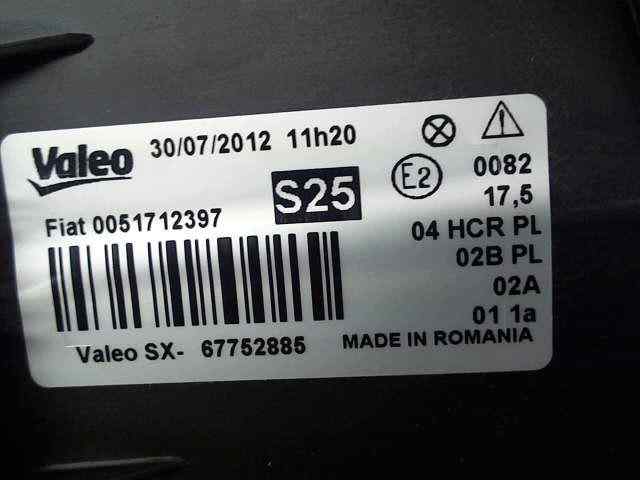 Valeo 30/07/2012 11h20
S25 E2 0082
17,5
Fiat 0051712397
04 HCR PL
02B PL
02A
01 1a
Valeo SX- 67752885
MADE IN ROMANIA